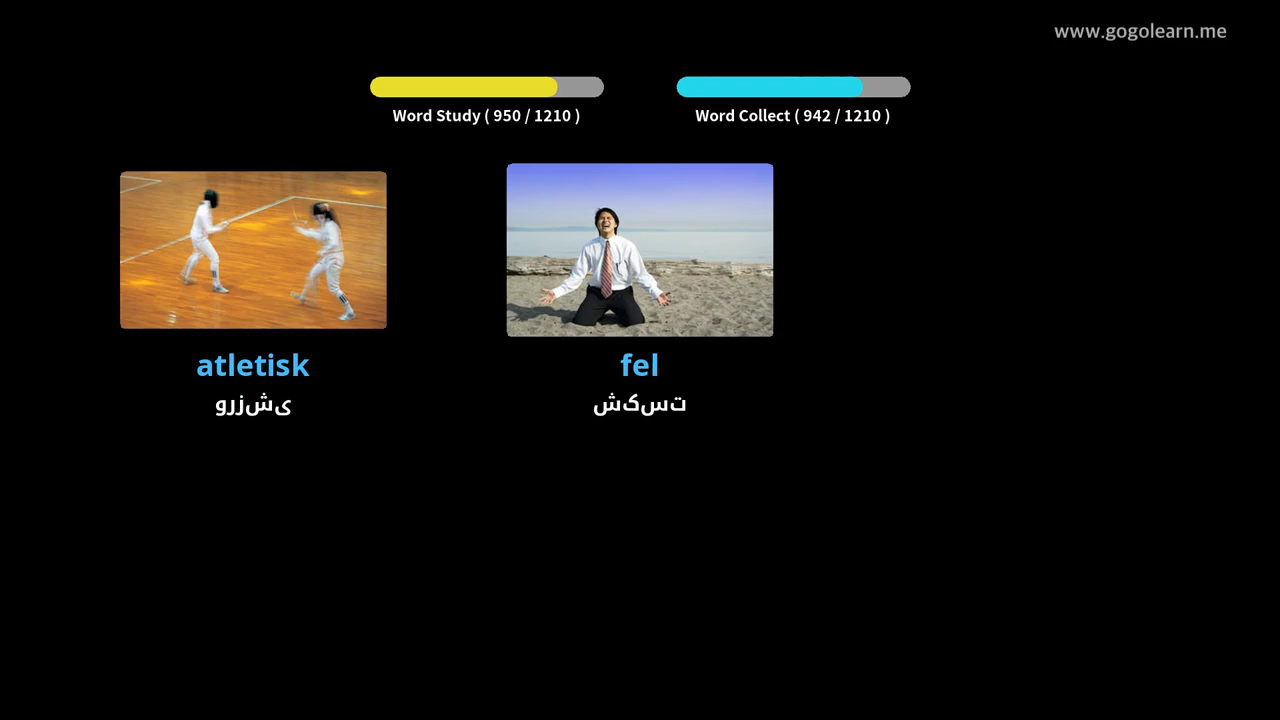 www.gogolearn.me
Word Study ( 950 / 1210 )
Word Collect ( 942 / 1210 )
atletisk
یشزرو
fel
تسکش